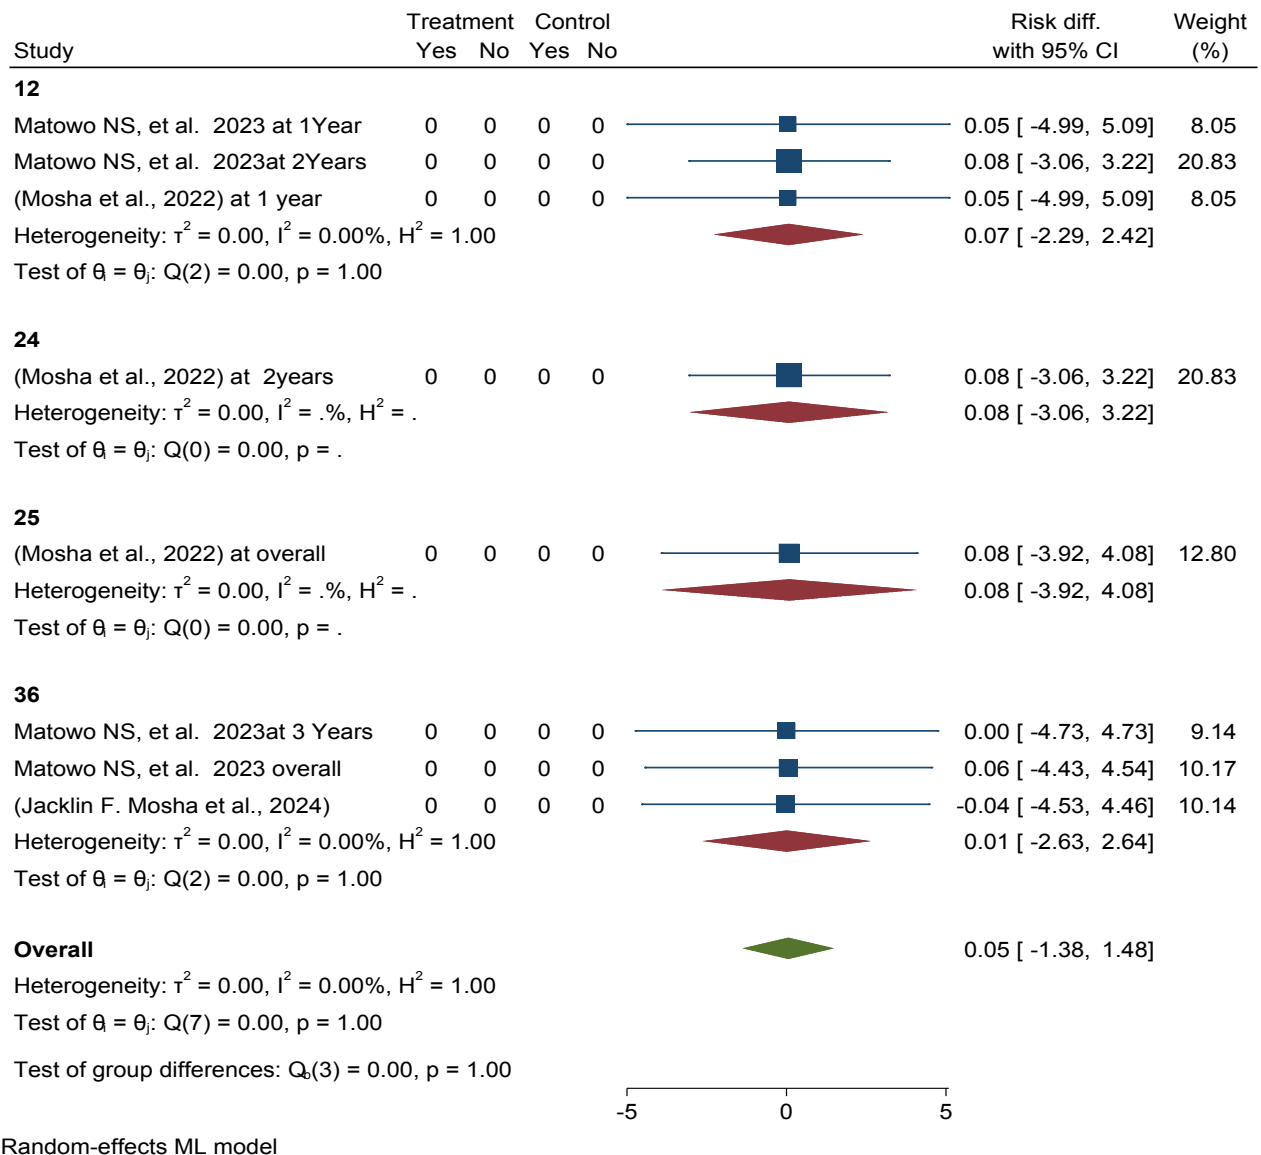 Treatment Control Risk diff. Weight
Study Yes No Yes No with 95% CI (%)
12
Matowo NS, et al. 2023 at 1Year 0 0 0 0 0.05 [ -4.99, 5.09] 8.05
Matowo NS, et al. 2023at 2Years 0 0 0 0 0.08 [ -3.06, 3.22] 20.83
(Mosha et al., 2022) at 1 year 0 0 0 0 0.05 [ -4.99, 5.09] 8.05
Heterogeneity: τ² = 0.00, I² = 0.00%, H² = 1.00 0.07 [ -2.29, 2.42]
Test of θᵢ = θⱼ: Q(2) = 0.00, p = 1.00
24
(Mosha et al., 2022) at 2years 0 0 0 0 0.08 [ -3.06, 3.22] 20.83
Heterogeneity: τ² = 0.00, I² = .%, H² = . 0.08 [ -3.06, 3.22]
Test of θᵢ = θⱼ: Q(0) = 0.00, p = .
25
(Mosha et al., 2022) at overall 0 0 0 0 0.08 [ -3.92, 4.08] 12.80
Heterogeneity: τ² = 0.00, I² = .%, H² = . 0.08 [ -3.92, 4.08]
Test of θᵢ = θⱼ: Q(0) = 0.00, p = .
36
Matowo NS, et al. 2023at 3 Years 0 0 0 0 0.00 [ -4.73, 4.73] 9.14
Matowo NS, et al. 2023 overall 0 0 0 0 0.06 [ -4.43, 4.54] 10.17
(Jacklin F. Mosha et al., 2024) 0 0 0 0 -0.04 [ -4.53, 4.46] 10.14
Heterogeneity: τ² = 0.00, I² = 0.00%, H² = 1.00 0.01 [ -2.63, 2.64]
Test of θᵢ = θⱼ: Q(2) = 0.00, p = 1.00
Overall 0.05 [ -1.38, 1.48]
Heterogeneity: τ² = 0.00, I² = 0.00%, H² = 1.00
Test of θᵢ = θⱼ: Q(7) = 0.00, p = 1.00
Test of group differences: Q_b(3) = 0.00, p = 1.00
-5 0 5
Random-effects ML model